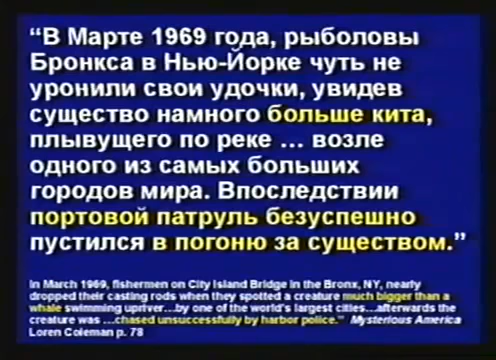 “В Марте 1969 года, рыболовы
Бронкса в Нью-Йорке чуть не
уронили свои удочки, увидев
существо намного больше кита,
плывущего по реке … возле
одного из самых больших
городов мира. Впоследствии
портовой патруль безуспешно
пустился в погоню за существом.”
In March 1969, fishermen on City Island Bridge in the Bronx, NY, nearly
dropped their casting rods when they spotted a creature much bigger than a
whale swimming upriver…by one of the world's largest cities…afterwards the
creature was …chased unsuccessfully by harbor police.” Mysterious America
Loren Coleman p. 78